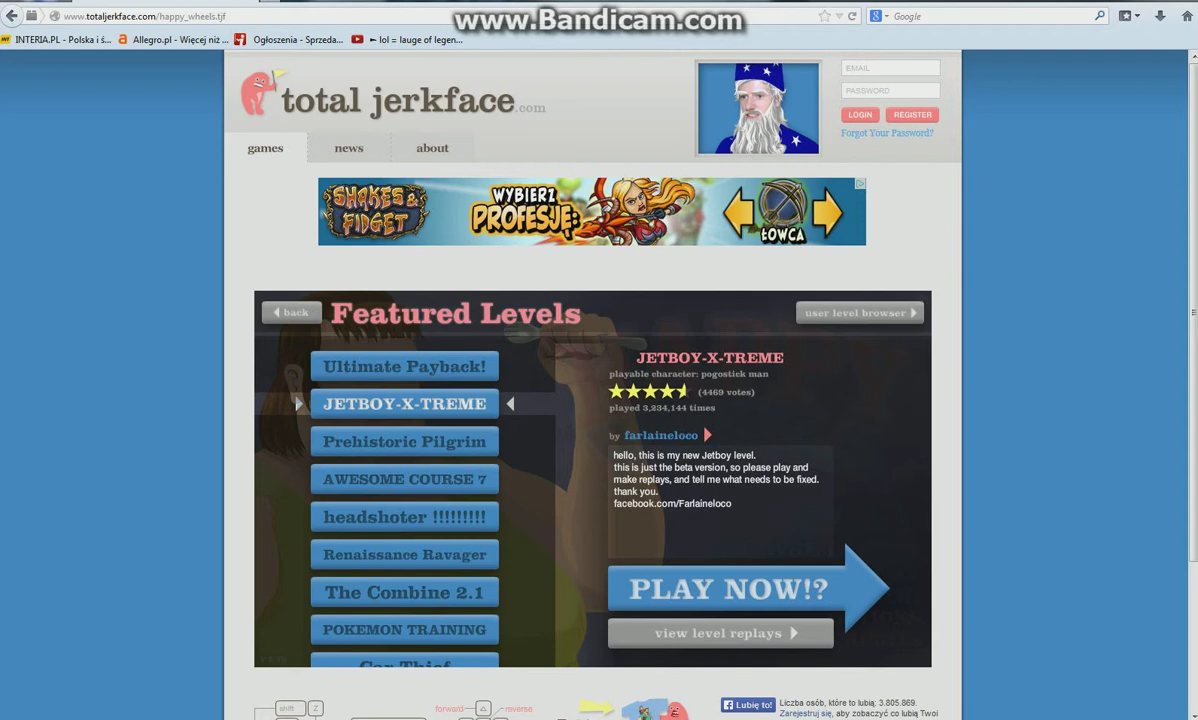 www.Bandicam.com
www.totaljerkface.com/happy_wheels.tjf
Google
INTERIA.PL - Polska i ś...
Allegro.pl - Więcej niż ...
Ogłoszenia - Sprzeda...
► lol = lauge of legen...
total jerkface.com
EMAIL
PASSWORD
LOGIN
REGISTER
Forgot Your Password?
games
news
about
SHAKES & FIDGET
WYBIERZ PROFESJĘ:
ŁOWCA
back
Featured Levels
user level browser
Ultimate Payback!
JETBOY-X-TREME
Prehistoric Pilgrim
AWESOME COURSE 7
headshoter !!!!!!!!!
Renaissance Ravager
The Combine 2.1
POKEMON TRAINING
Car Thief
JETBOY-X-TREME
playable character: pogostick man
(4469 votes)
played 3,234,144 times
by farlaineloco
hello, this is my new Jetboy level.
this is just the beta version, so please play and
make replays, and tell me what needs to be fixed.
thank you.
facebook.com/Farlaineloco
PLAY NOW!?
view level replays
shift
Z
forward
reverse
Lubię to!
Liczba osób, które to lubią: 3.805.869.
Zarejestruj się, aby zobaczyć co lubią Twoi